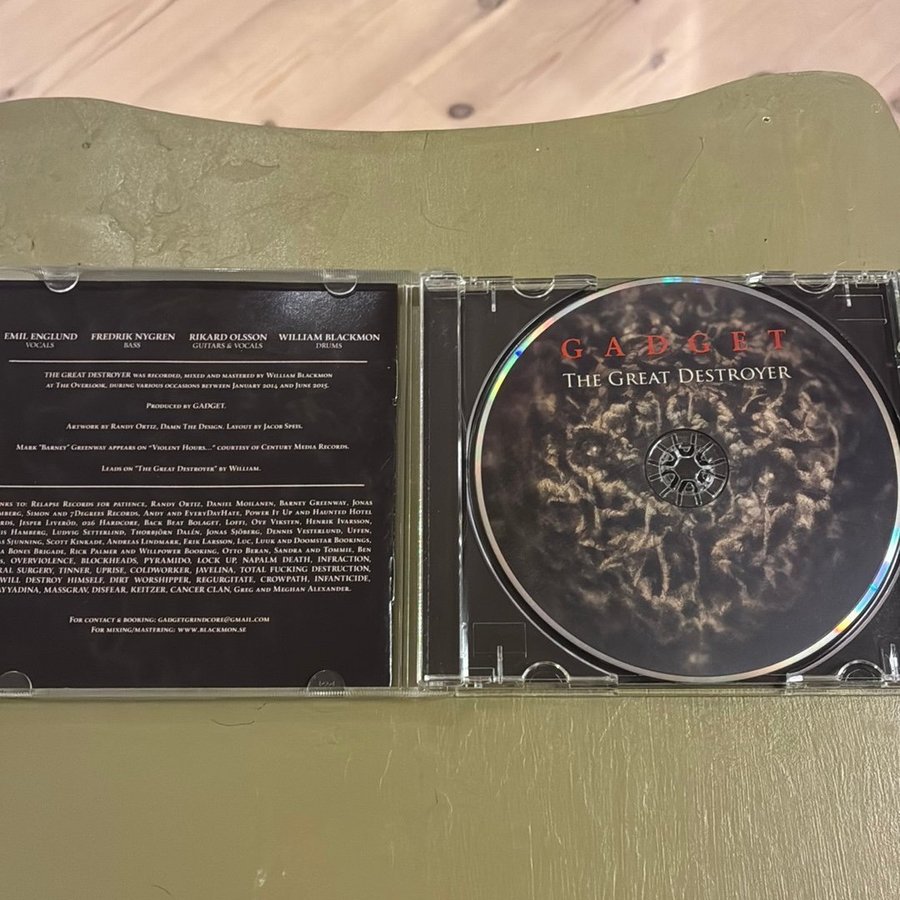 EMIL ENGLUND FREDRIK NYGREN RIKARD OLSSON WILLIAM BLACKMON
VOCALS BASS GUITARS & VOCALS DRUMS
THE GREAT DESTROYER WAS RECORDED, MIXED AND MASTERED BY WILLIAM BLACKMON
AT THE OVERLOOK, DURING VARIOUS OCCASIONS BETWEEN JANUARY 2014 AND JUNE 2015.
PRODUCED BY GADGET.
ARTWORK BY RANDY ORTIZ, DAMN THE DESIGN. LAYOUT BY JACOB SPEIS.
MARK "BARNEY" GREENWAY APPEARS ON "VIOLENT HOURS..." COURTESY OF CENTURY MEDIA RECORDS.
LEADS ON "THE GREAT DESTROYER" BY WILLIAM.
TO: RELAPSE RECORDS FOR PATIENCE, RANDY ORTIZ, DANIEL MOILANEN, BARNEY GREENWAY, JONAS
SIMON AND 7DEGREES RECORDS, ANDY AND EVERYDAYHATE, POWER IT UP AND HAUNTED HOTEL
JESPER LIVERÖD, 026 HARDCORE, BACK BEAT BOLAGET, LOFFI, OVE VIKSTEN, HENRIK IVARSSON,
HAMBERG, LUDVIG SETTERLIND, THORBJÖRN DALÉN, JONAS SJÖBERG, DENNIS VESTERLUND, UFFEN,
SJUNNING, SCOTT KINKADE, ANDREAS LINDMARK, ERIK LARSSON, LUC, LUUK AND DOOMSTAR BOOKINGS,
BONES BRIGADE, RICK PALMER AND WILLPOWER BOOKING, OTTO BERAN, SANDRA AND TOMMIE, BEN
OVERVIOLENCE, BLOCKHEADS, PYRAMIDO, LOCK UP, NAPALM DEATH, INFRACTION,
SURGERY, TINNER, UPRISE, COLDWORKER, JAVELINA, TOTAL FUCKING DESTRUCTION,
WILL DESTROY HIMSELF, DIRT WORSHIPPER, REGURGITATE, CROWPATH, INFANTICIDE,
MASSGRAV, DISFEAR, KEITZER, CANCER CLAN, GREG AND MEGHAN ALEXANDER.
FOR CONTACT & BOOKING: GADGETGRINDCORE@GMAIL.COM
FOR MIXING/MASTERING: WWW.BLACKMON.SE
GADGET
THE GREAT DESTROYER